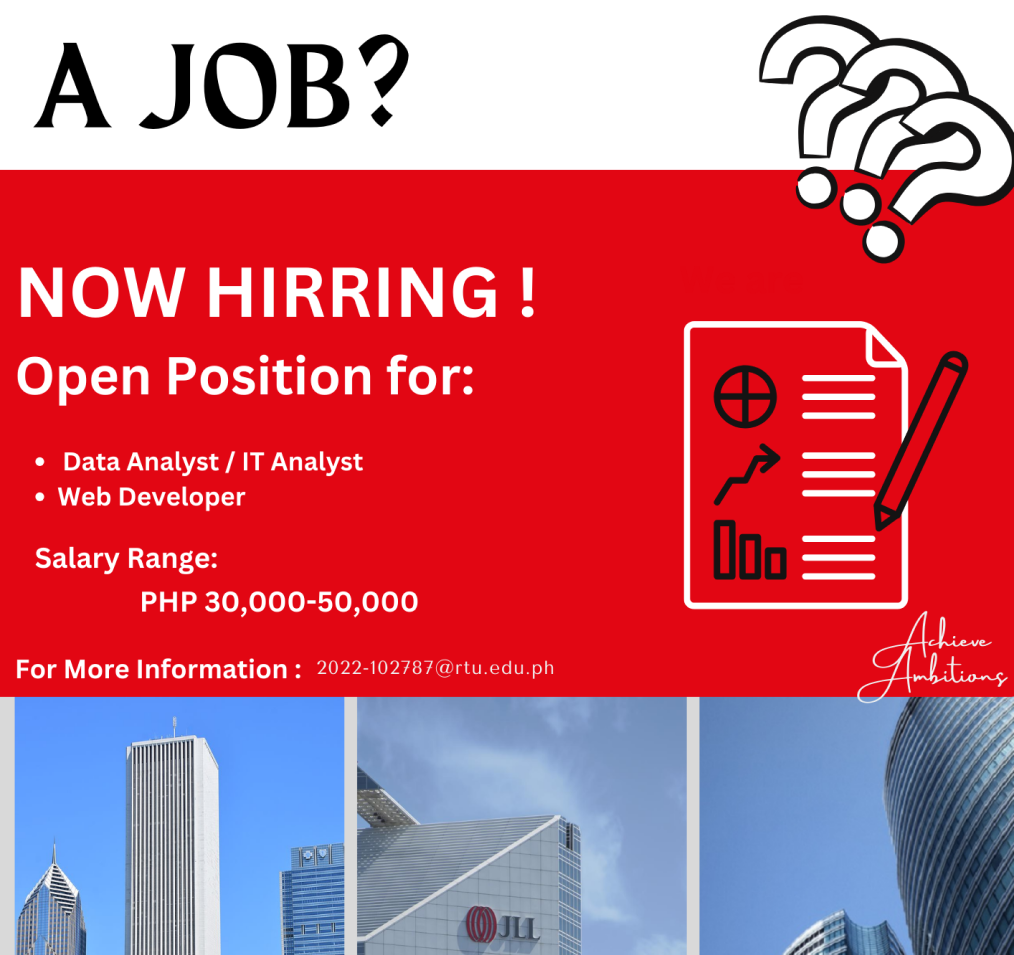 A JOB?
NOW HIRRING !
Open Position for:
• Data Analyst / IT Analyst
• Web Developer
Salary Range:
PHP 30,000-50,000
For More Information : 2022-102787@rtu.edu.ph
Achieve
Ambitions
JLL